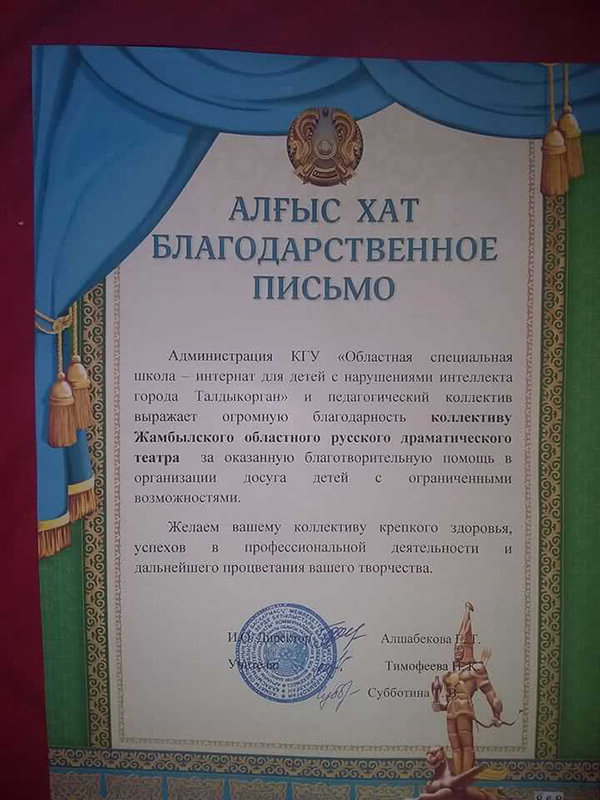 АЛҒЫС ХАТ
БЛАГОДАРСТВЕННОЕ
ПИСЬМО
Администрация КГУ «Областная специальная
школа – интернат для детей с нарушениями интеллекта
города Талдыкорган» и педагогический коллектив
выражает огромную благодарность коллективу
Жамбылского областного русского драматического
театра за оказанную благотворительную помощь в
организации досуга детей с ограниченными
возможностями.
Желаем вашему коллективу крепкого здоровья,
успехов в профессиональной деятельности и
дальнейшего процветания вашего творчества.
И.О. Директор Алшабекова Г.Т.
Учителя: Тимофеева Н.К.
Субботина Г.В.